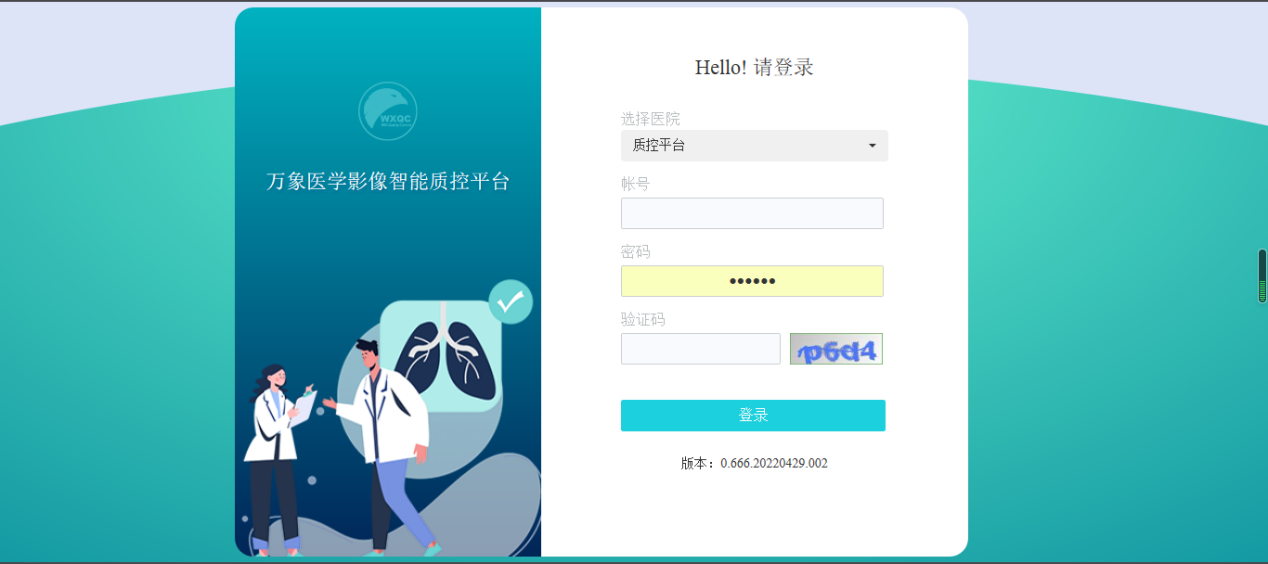 WXQC
万象医学影像智能质控平台
Hello! 请登录
选择医院
质控平台
帐号
密码
••••••
验证码
p6d4
登录
版本：0.666.20220429.002